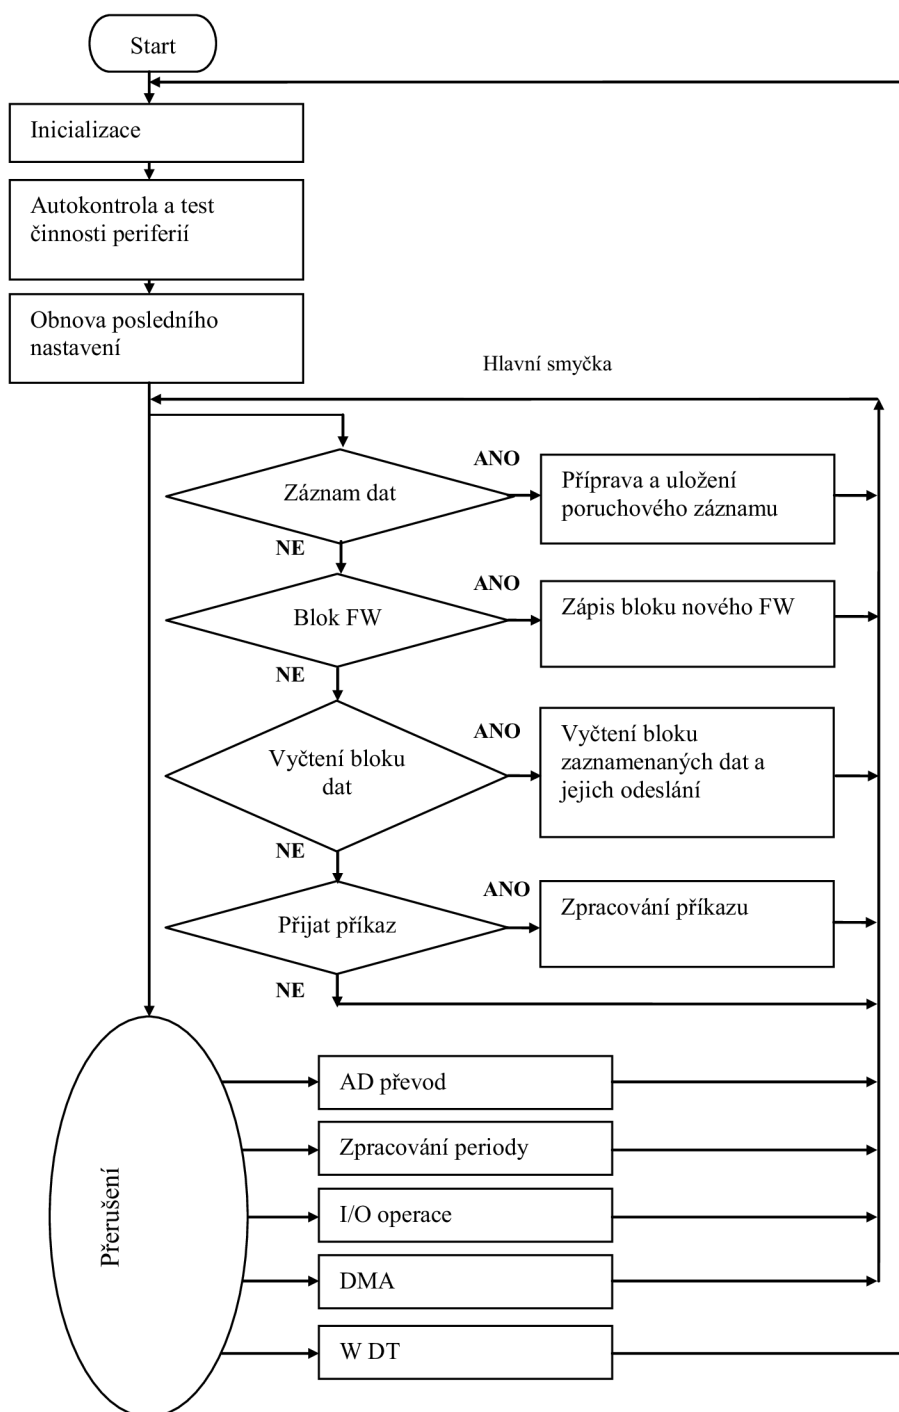 Start
Inicializace
Autokontrola a test
činnosti periferií
Obnova posledního
nastavení
Hlavní smyčka
Záznam dat
ANO
Příprava a uložení
poruchového záznamu
NE
Blok FW
ANO
Zápis bloku nového FW
NE
Vyčtení bloku
dat
ANO
Vyčtení bloku
zaznamenaných dat a
jejich odeslání
NE
Přijat příkaz
ANO
Zpracování příkazu
NE
Přerušení
AD převod
Zpracování periody
I/O operace
DMA
W DT